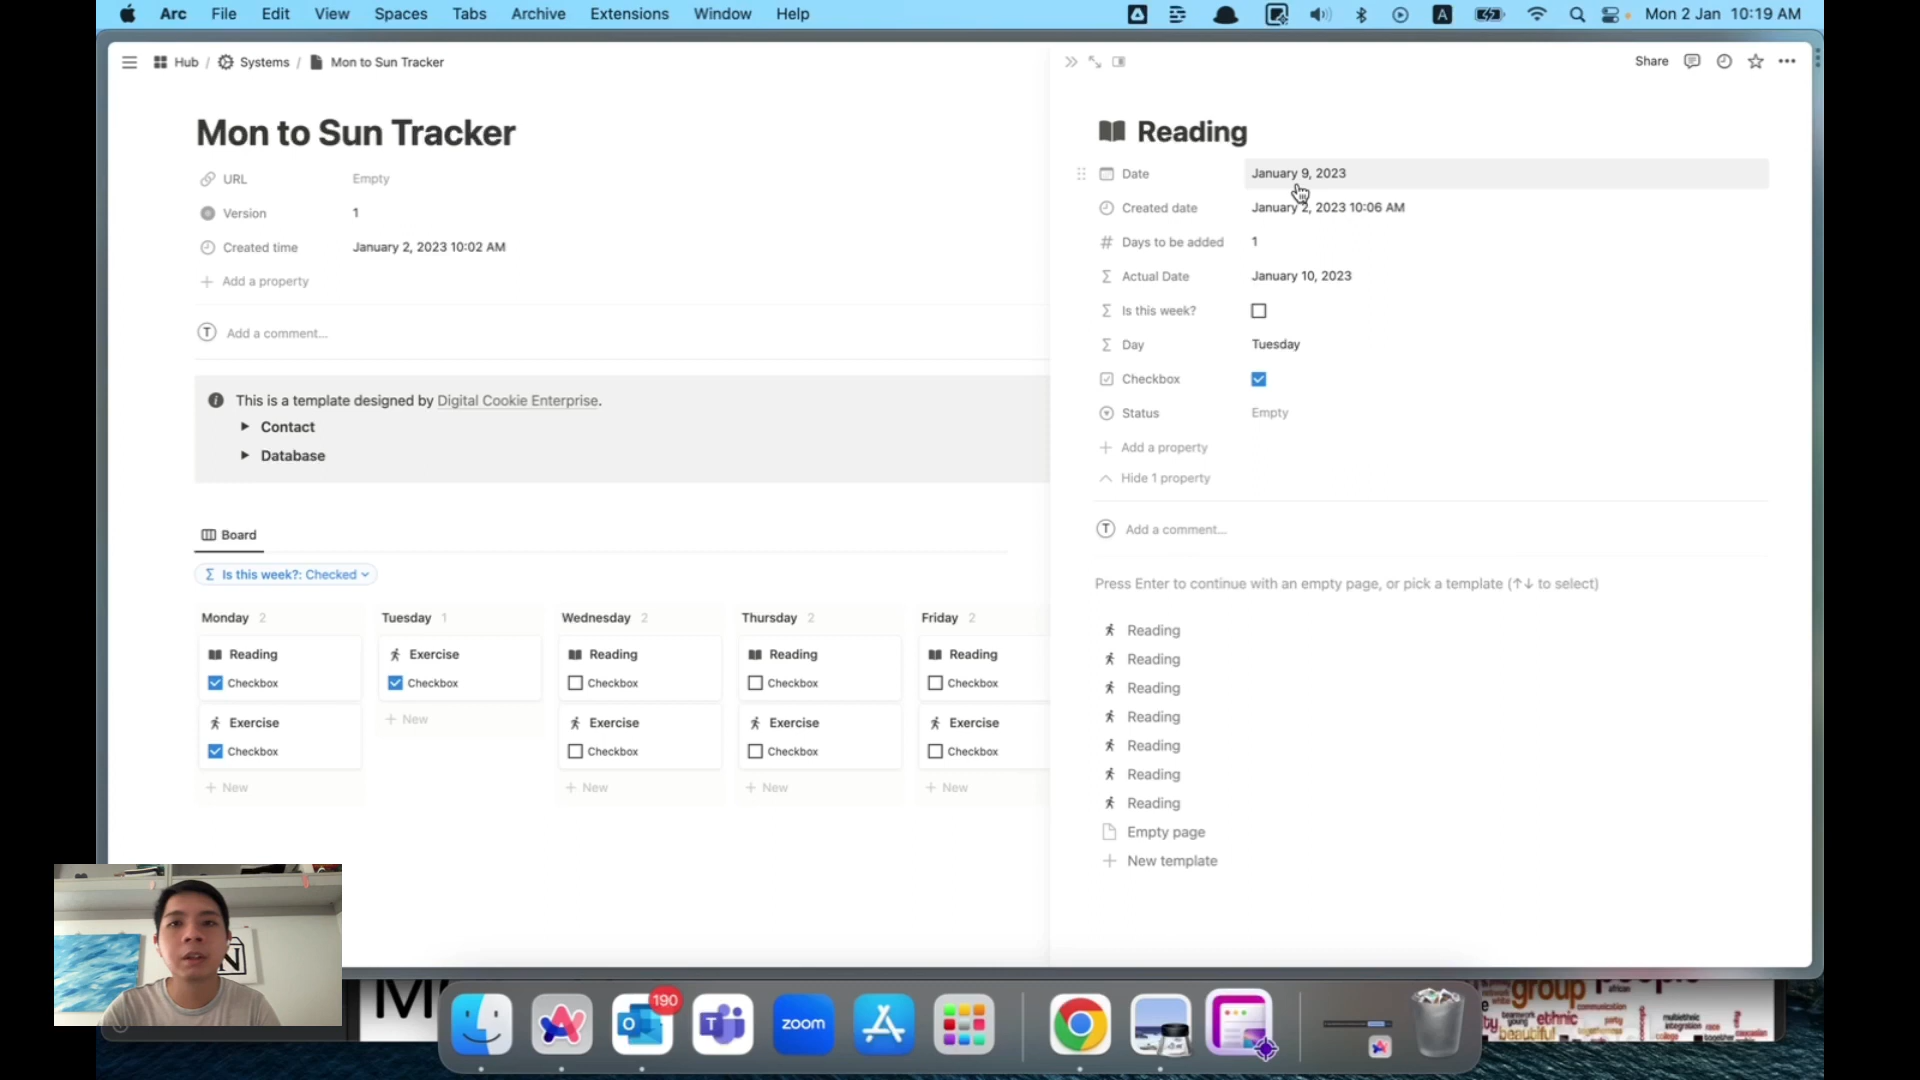 Arc File Edit View Spaces Tabs Archive Extensions Window Help
A Mon 2 Jan 10:19 AM
Hub / Systems / Mon to Sun Tracker
Share
Mon to Sun Tracker
URL Empty
Version 1
Created time January 2, 2023 10:02 AM
Add a property
T Add a comment...
This is a template designed by Digital Cookie Enterprise.
Contact
Database
Board
Σ Is this week?: Checked
Monday 2
Reading
Checkbox
Exercise
Checkbox
+ New
Tuesday 1
Exercise
Checkbox
+ New
Wednesday 2
Reading
Checkbox
Exercise
Checkbox
+ New
Thursday 2
Reading
Checkbox
Exercise
Checkbox
+ New
Friday 2
Reading
Checkbox
Exercise
Checkbox
+ New
Reading
Date January 9, 2023
Created date January 2, 2023 10:06 AM
# Days to be added 1
Σ Actual Date January 10, 2023
Σ Is this week?
Σ Day Tuesday
Checkbox
Status Empty
Add a property
Hide 1 property
T Add a comment...
Press Enter to continue with an empty page, or pick a template (↑↓ to select)
Reading
Reading
Reading
Reading
Reading
Reading
Reading
Empty page
New template
N
190
zoom
group
ethnic
beautiful
communication
multiethnic
integration
race